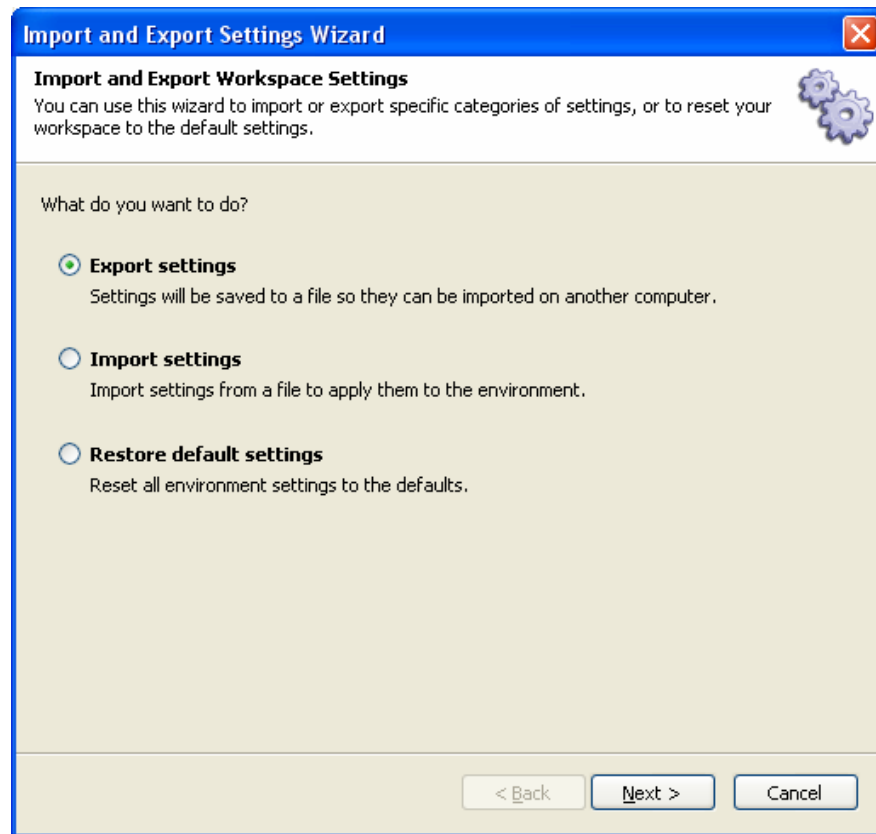 Import and Export Settings Wizard
Import and Export Workspace Settings
You can use this wizard to import or export specific categories of settings, or to reset your
workspace to the default settings.
What do you want to do?
Export settings
Settings will be saved to a file so they can be imported on another computer.
Import settings
Import settings from a file to apply them to the environment.
Restore default settings
Reset all environment settings to the defaults.
< Back Next > Cancel